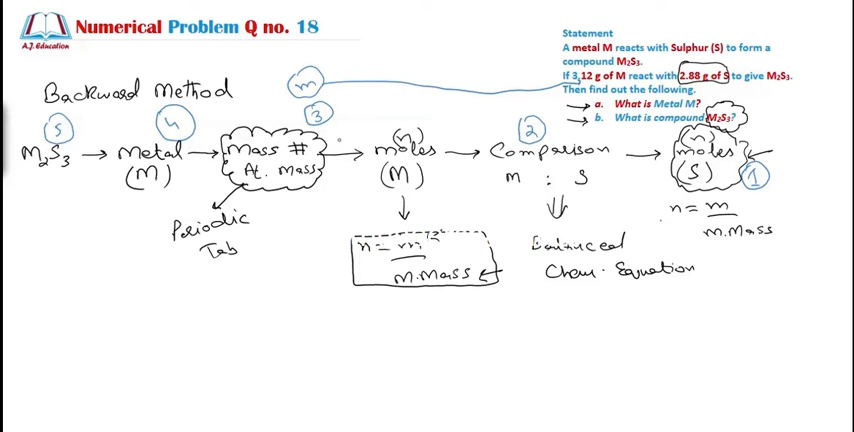 Numerical Problem Q no. 18
A.J. Education
Statement
A metal M reacts with Sulphur (S) to form a
compound M₂S₃.
If 3.12 g of M react with 2.88 g of S to give M₂S₃.
Then find out the following.
a. What is Metal M?
b. What is compound M₂S₃?
Backward Method
m
5
4
3
2
1
M₂S₃ → Metal → Mass # → moles → Comparison → moles
(M)
At. Mass
(n)
(M)
M : S
(n)
(S)
Periodic
Tab
n = m
M.Mass
Balanced
Chem. Equation
n = m
M.Mass